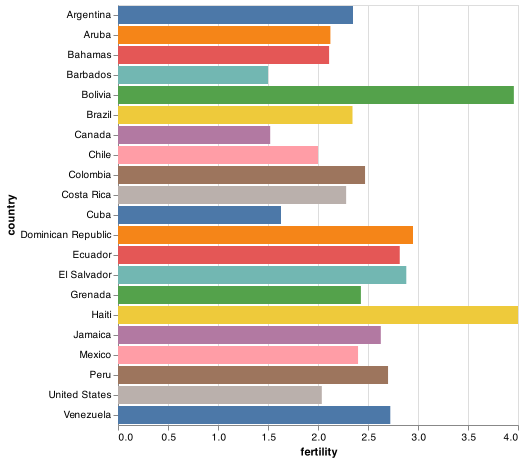 country
Argentina
Aruba
Bahamas
Barbados
Bolivia
Brazil
Canada
Chile
Colombia
Costa Rica
Cuba
Dominican Republic
Ecuador
El Salvador
Grenada
Haiti
Jamaica
Mexico
Peru
United States
Venezuela
0.0 0.5 1.0 1.5 2.0 2.5 3.0 3.5 4.0
fertility